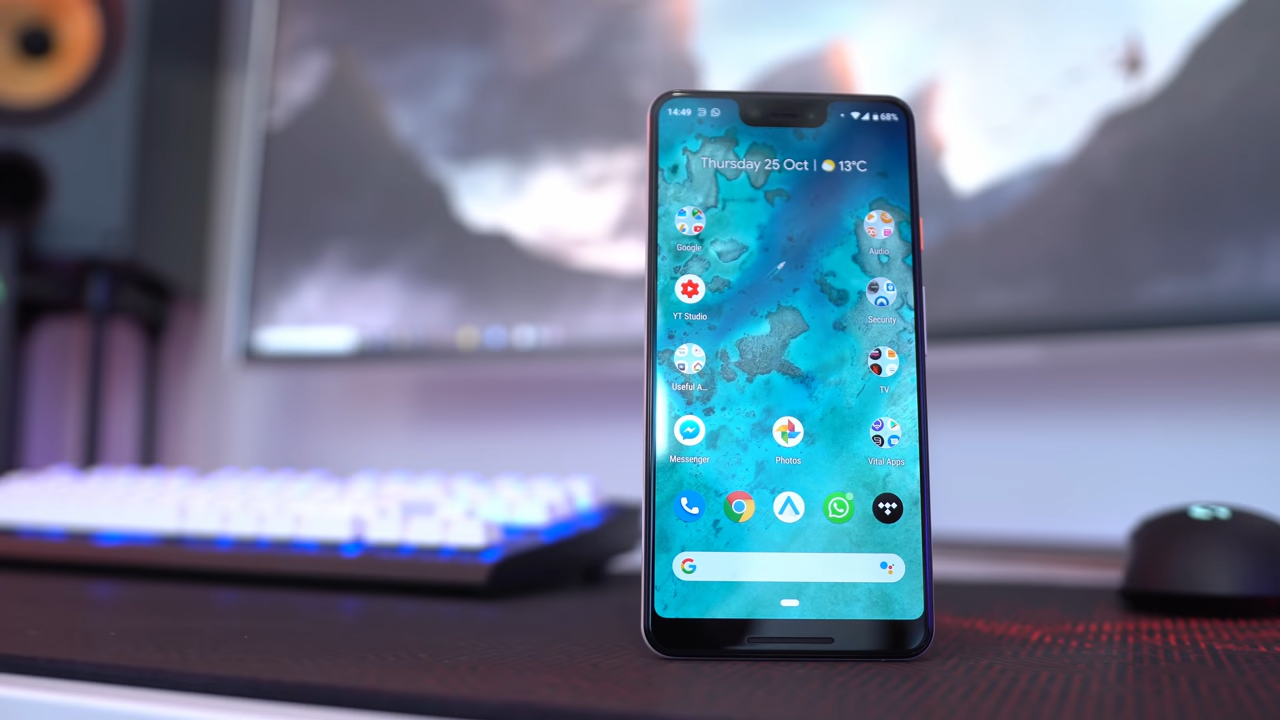 14:49
68%
Thursday 25 Oct | 13°C
Google
Audio
YT Studio
Security
Useful A...
TV
Messenger
Photos
Vital Apps
G